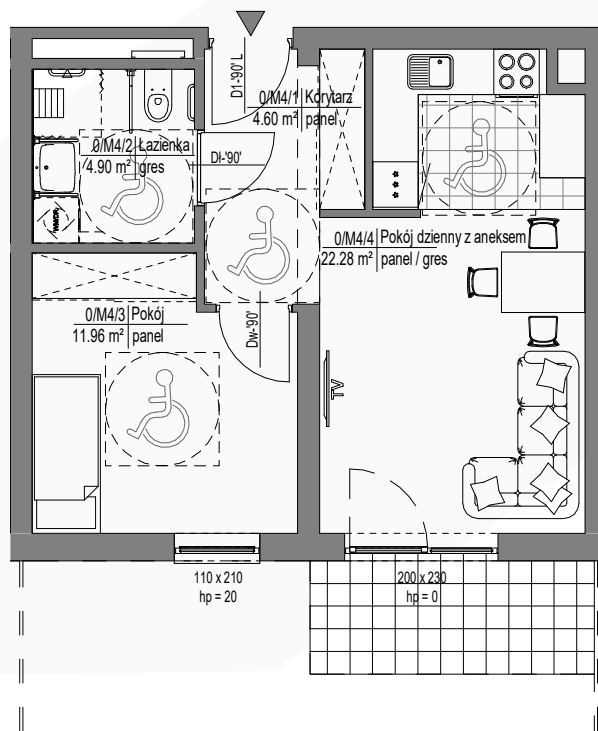 D1-'90' L
0/M4/1 Korytarz
4.60 m² panel
0/M4/2 Łazienka
4.90 m² gres
Dł-'90'
0/M4/4 Pokój dzienny z aneksem
22.28 m² panel / gres
0/M4/3 Pokój
11.96 m² panel
Dw-'90'
TV
110 x 210
hp = 20
200 x 230
hp = 0